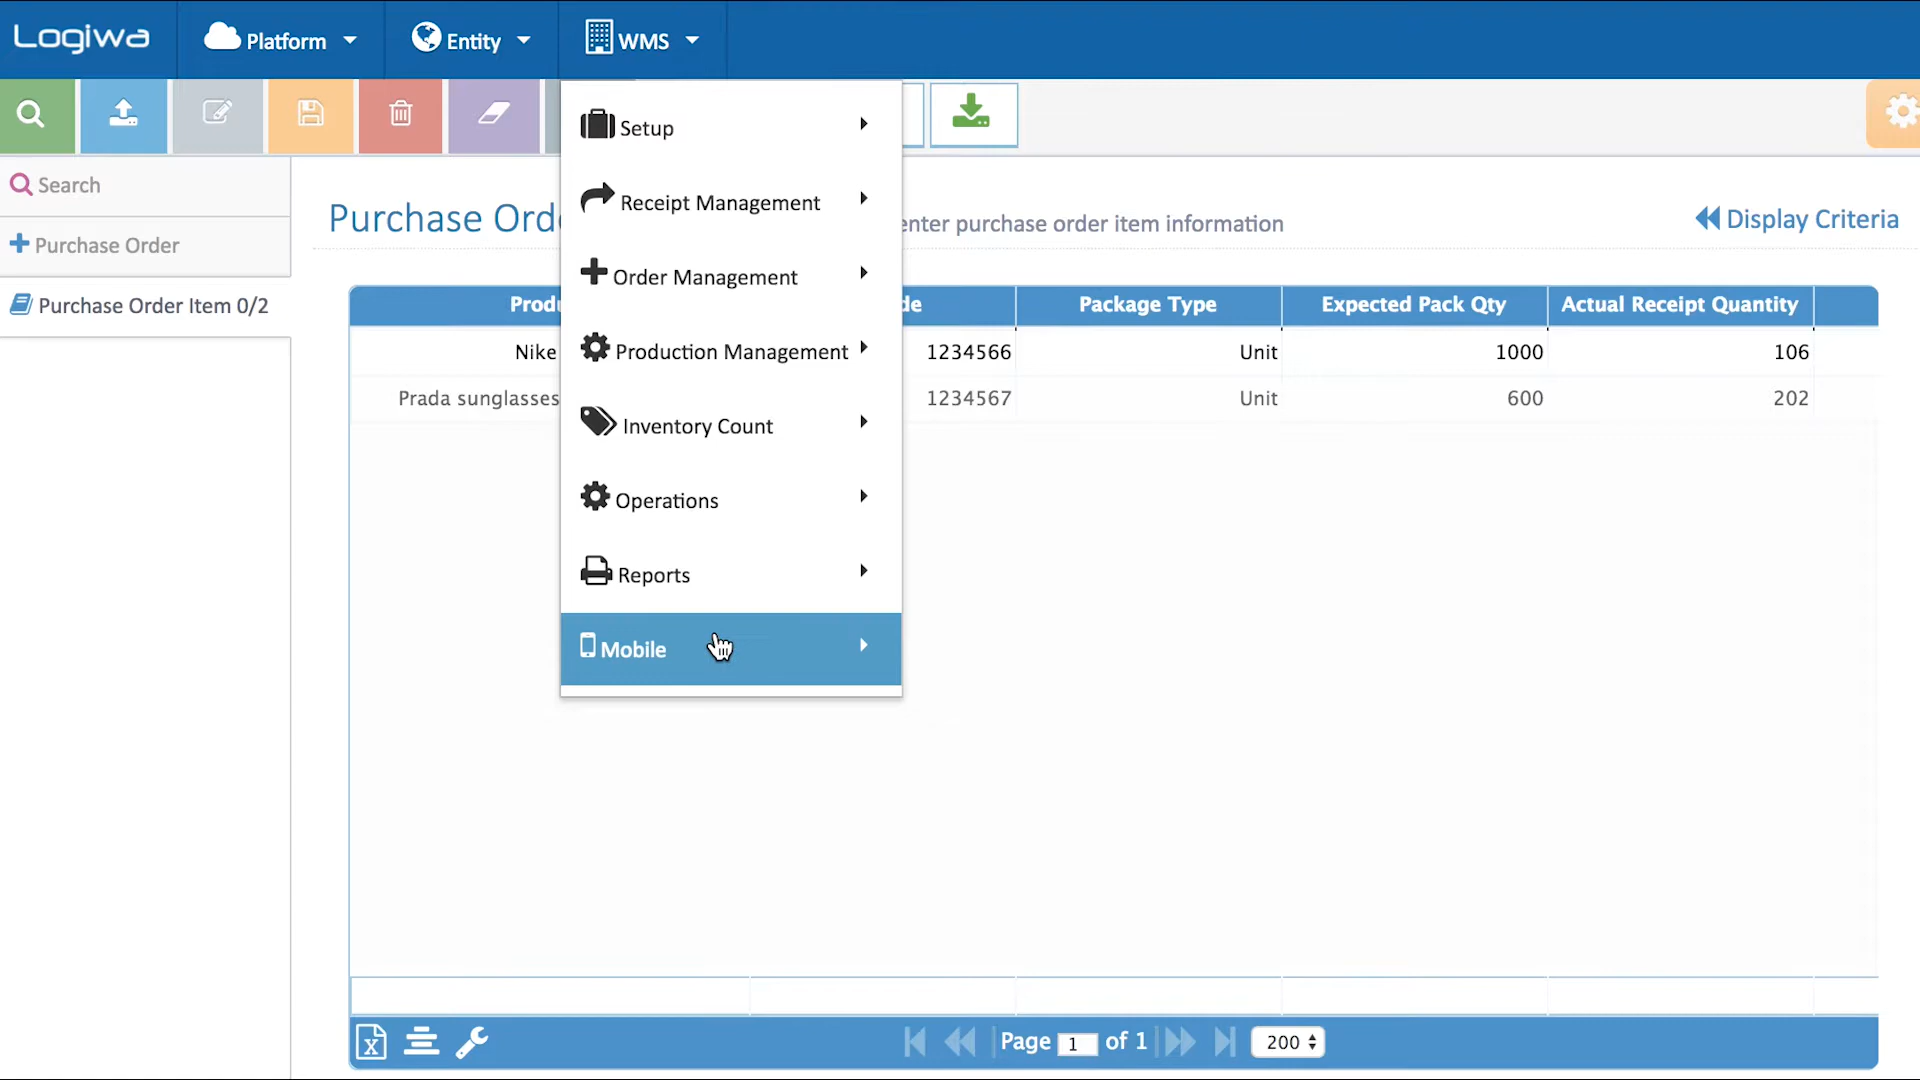 Logiwa
Platform
Entity
WMS
Search
Purchase Order
Purchase Order Item 0/2
Setup
Receipt Management
Order Management
Production Management
Inventory Count
Operations
Reports
Mobile
Purchase Ord
enter purchase order item information
Display Criteria
Produ de Package Type Expected Pack Qty Actual Receipt Quantity
Nike 1234566 Unit 1000 106
Prada sunglasses 1234567 Unit 600 202
Page 1 of 1 200